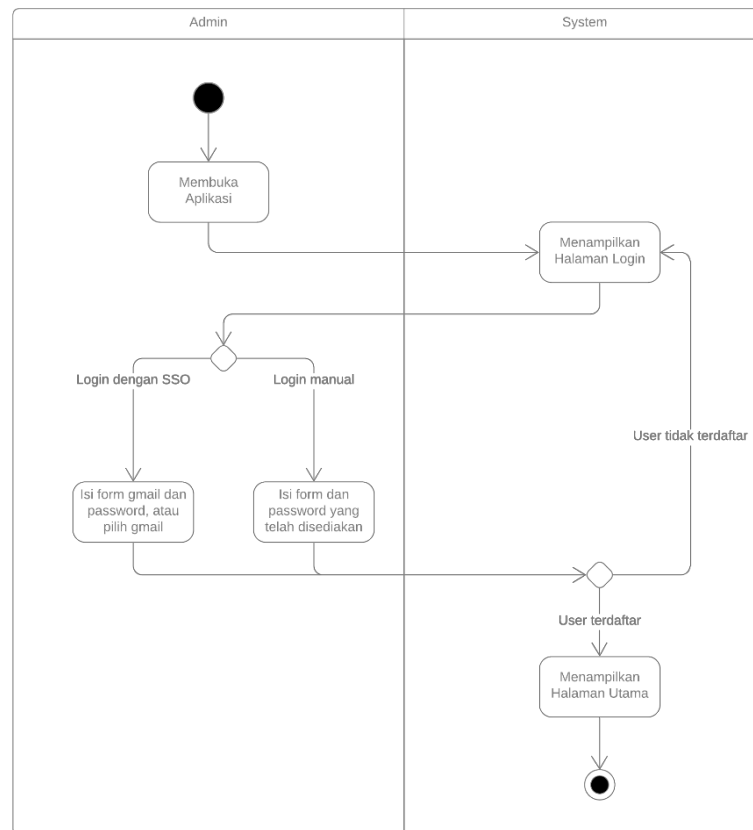 Admin
System
Membuka
Aplikasi
Menampilkan
Halaman Login
Login dengan SSO
Login manual
User tidak terdaftar
Isi form gmail dan
password, atau
pilih gmail
Isi form dan
password yang
telah disediakan
User terdaftar
Menampilkan
Halaman Utama